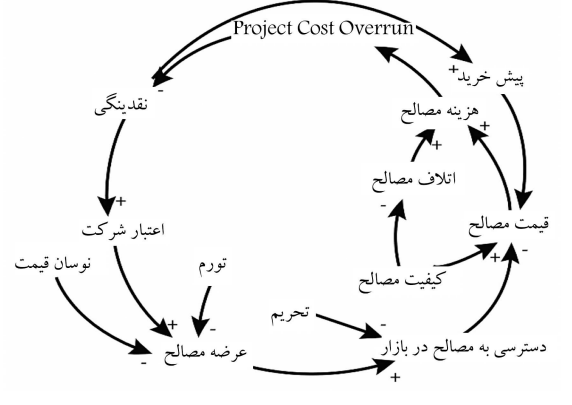 Project Cost Overrun
پیش خرید
+
-
نقدینگی
هزینه مصالح
+
+
اتلاف مصالح
-
+
اعتبار شرکت
قیمت مصالح
-
+
نوسان قیمت
تورم
کیفیت مصالح
تحریم
-
+
-
عرضه مصالح
-
دسترسی به مصالح در بازار
+